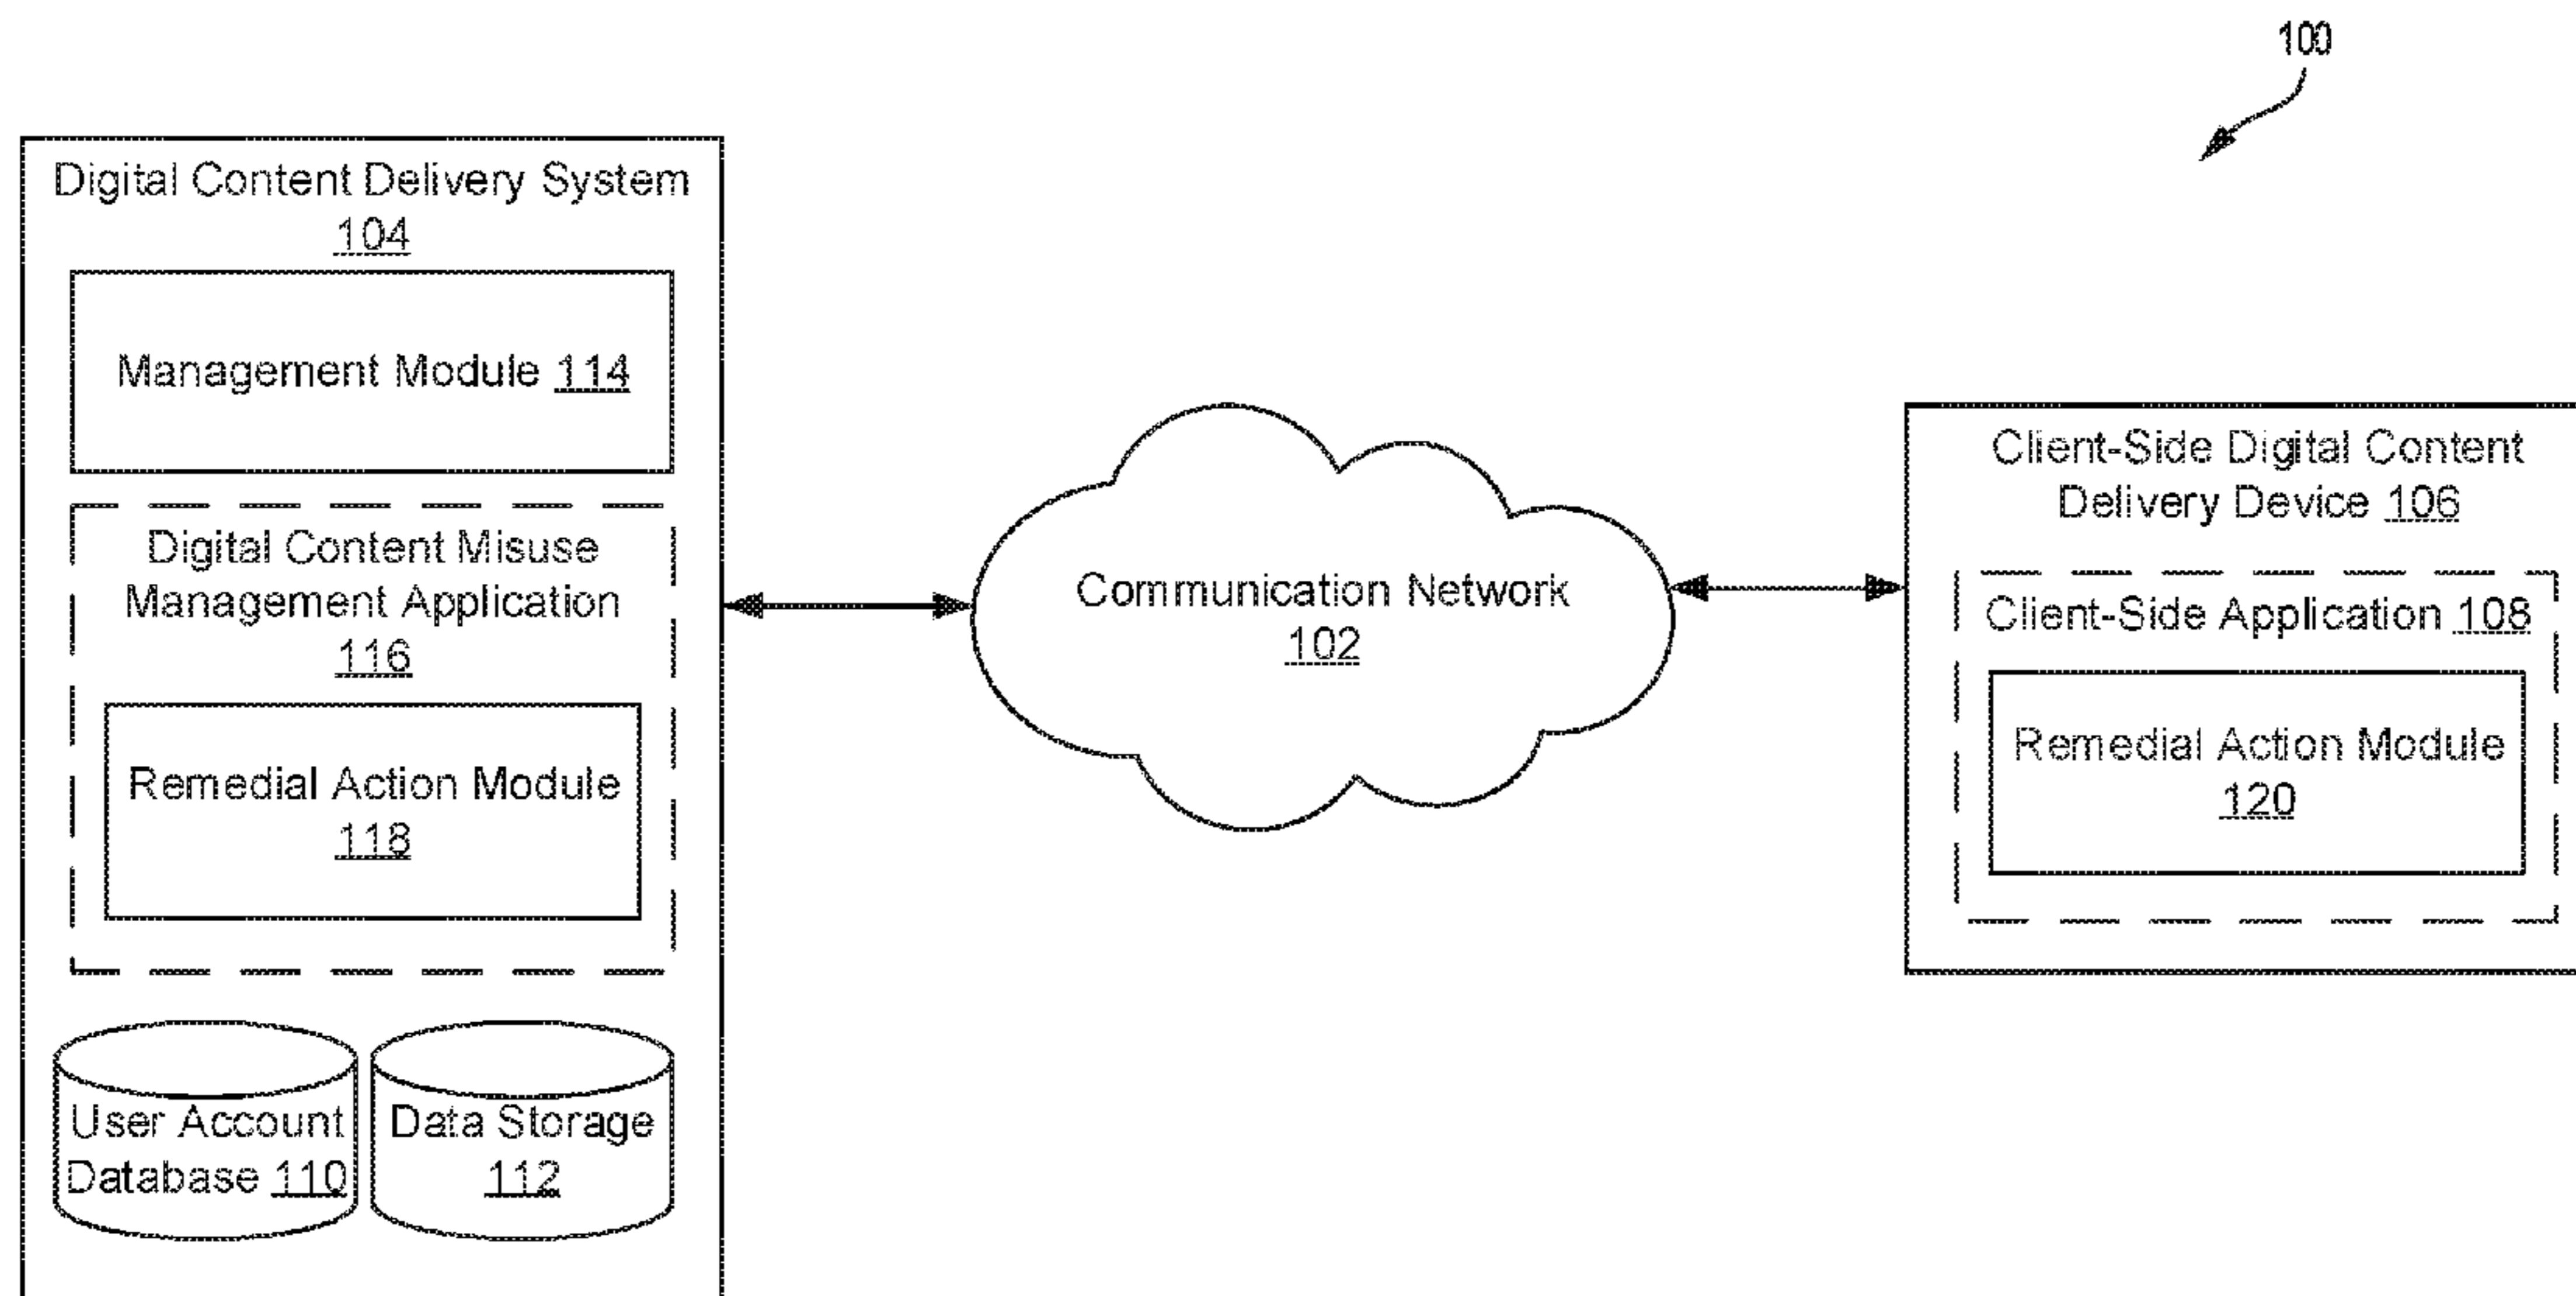 100
Digital Content Delivery System
104
Management Module 114
Digital Content Misuse
Management Application
116
Remedial Action Module
118
User Account
Database 110
Data Storage
112
Communication Network
102
Client-Side Digital Content
Delivery Device 106
Client-Side Application 108
Remedial Action Module
120